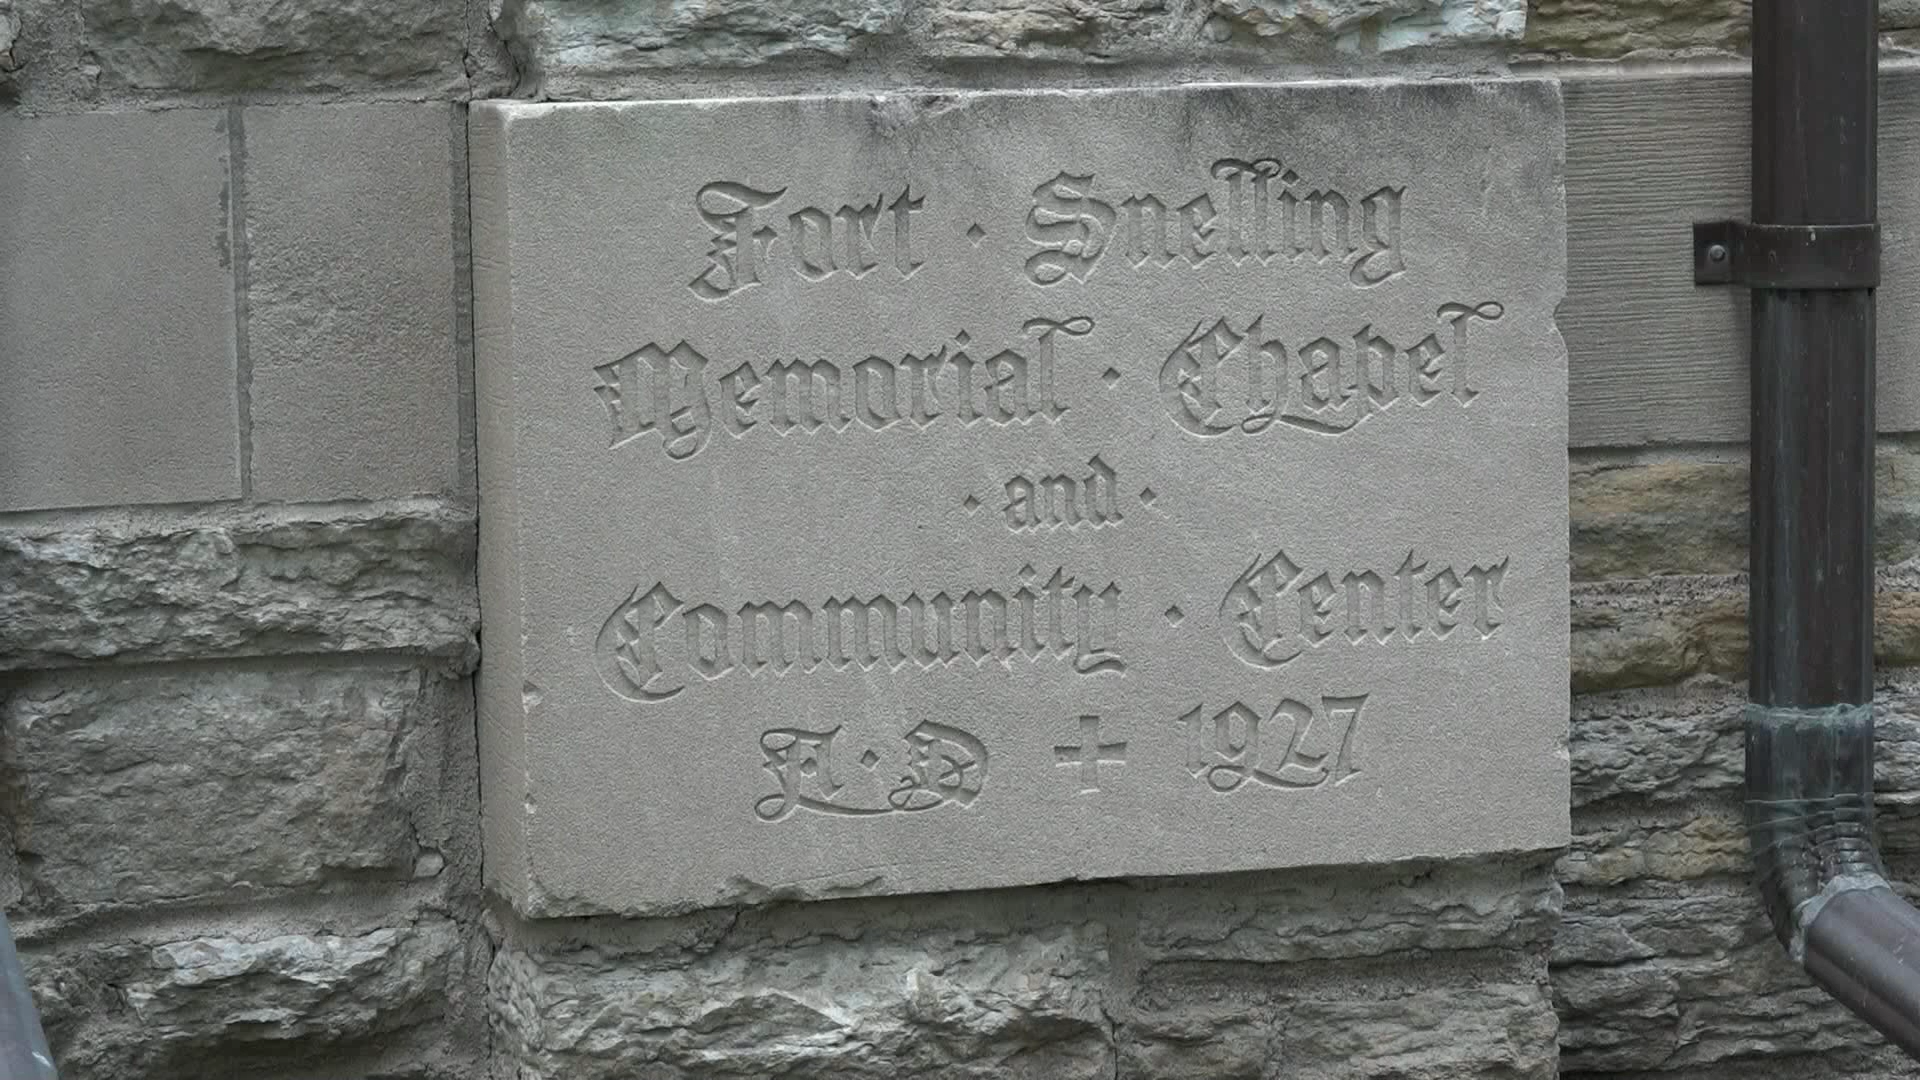 Fort · Snelling
Memorial · Chapel
· and ·
Community · Center
A · D + 1927